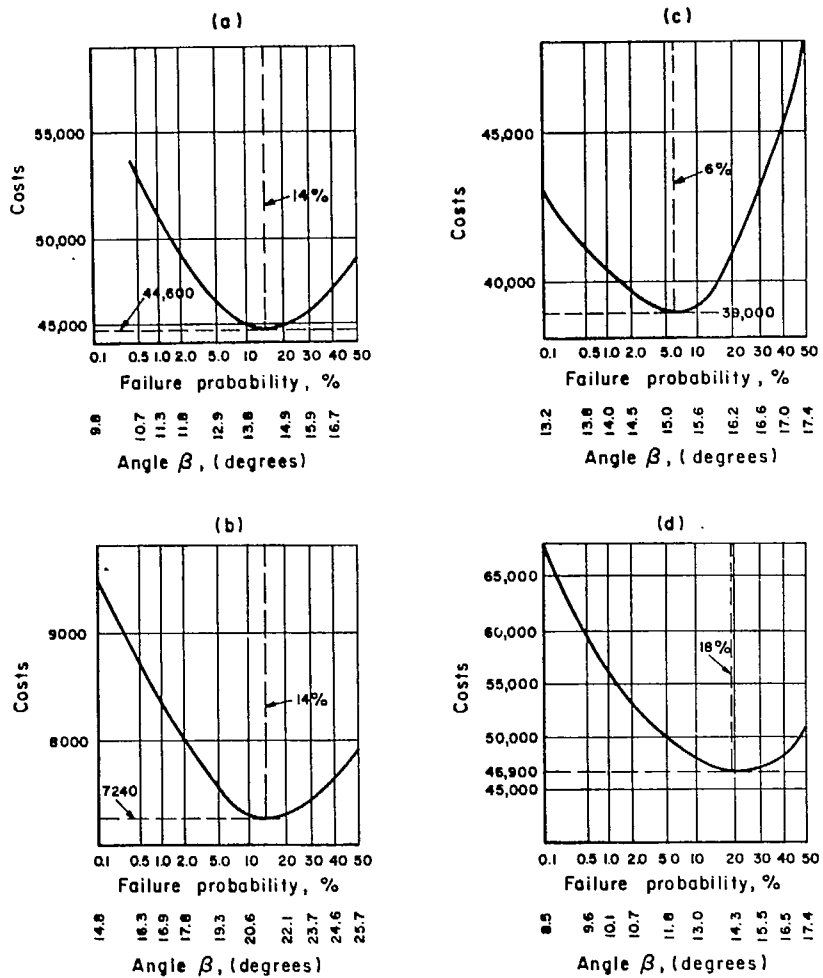 (a)
Costs
55,000
50,000
45,000
44,600
14%
0.1 0.5 1.0 2.0 5.0 10 20 30 40 50
Failure probability, %
9.8 10.7 11.3 11.8 12.9 13.8 14.9 15.9 16.7
Angle β, (degrees)
(c)
Costs
45,000
40,000
6%
39,000
0.1 0.5 1.0 2.0 5.0 10 20 30 40 50
Failure probability, %
13.2 13.8 14.0 14.5 15.0 15.6 16.2 16.6 17.0 17.4
Angle β, (degrees)
(b)
Costs
9000
8000
7240
14%
0.1 0.5 1.0 2.0 5.0 10 20 30 40 50
Failure probability, %
14.8 16.3 16.9 17.8 19.3 20.6 22.1 23.7 24.6 25.7
Angle β, (degrees)
(d)
Costs
65,000
60,000
55,000
50,000
46,900
45,000
18%
0.1 0.5 1.0 2.0 5.0 10 20 30 40 50
Failure probability, %
8.5 9.6 10.1 10.7 11.8 13.0 14.3 15.5 16.5 17.4
Angle β, (degrees)